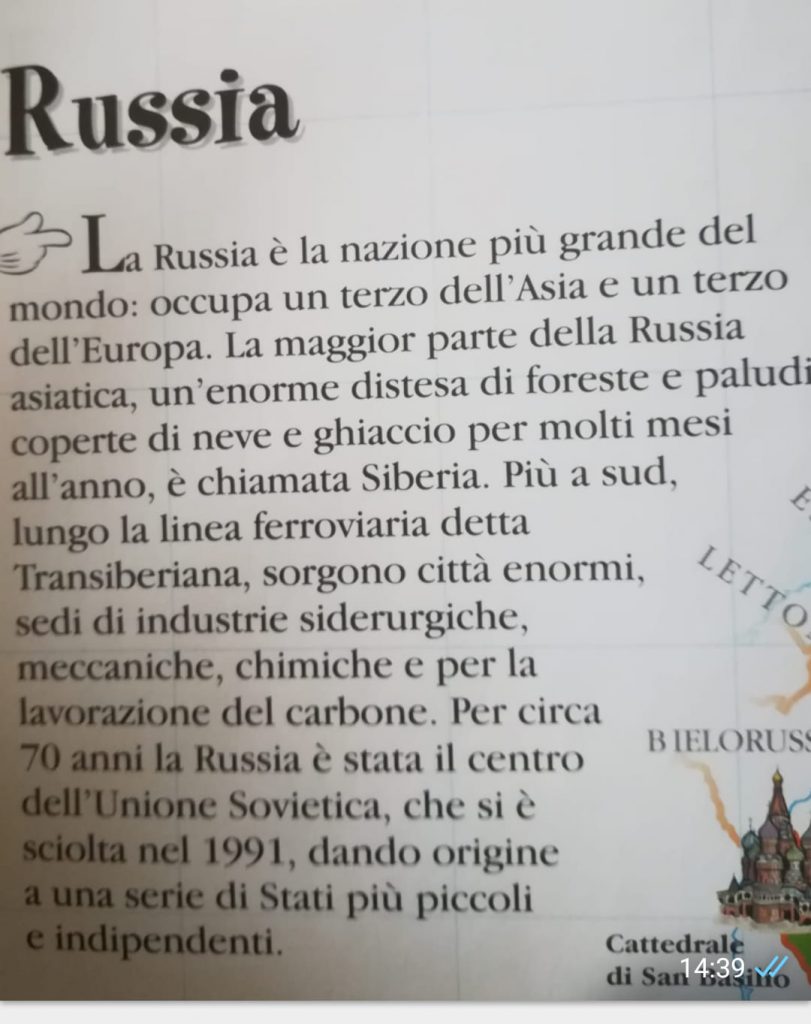 Russia
La Russia è la nazione più grande del
mondo: occupa un terzo dell'Asia e un terzo
dell'Europa. La maggior parte della Russia
asiatica, un'enorme distesa di foreste e paludi
coperte di neve e ghiaccio per molti mesi
all'anno, è chiamata Siberia. Più a sud,
lungo la linea ferroviaria detta
Transiberiana, sorgono città enormi,
sedi di industrie siderurgiche,
meccaniche, chimiche e per la
lavorazione del carbone. Per circa
70 anni la Russia è stata il centro
dell'Unione Sovietica, che si è
sciolta nel 1991, dando origine
a una serie di Stati più piccoli
e indipendenti.
LETTO
BIELORUSS
Cattedrale
di San Basilio
14:39